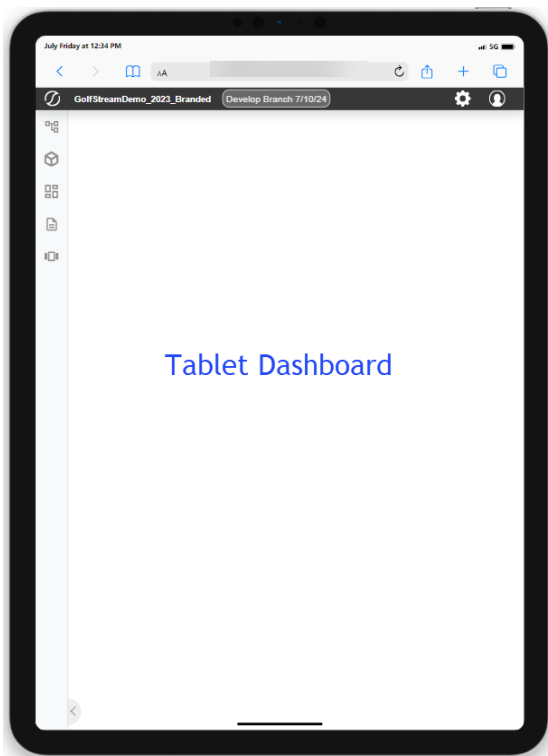 July Friday at 12:34 PM
5G
AA
GolfStreamDemo_2023_Branded
Develop Branch 7/10/24
Tablet Dashboard